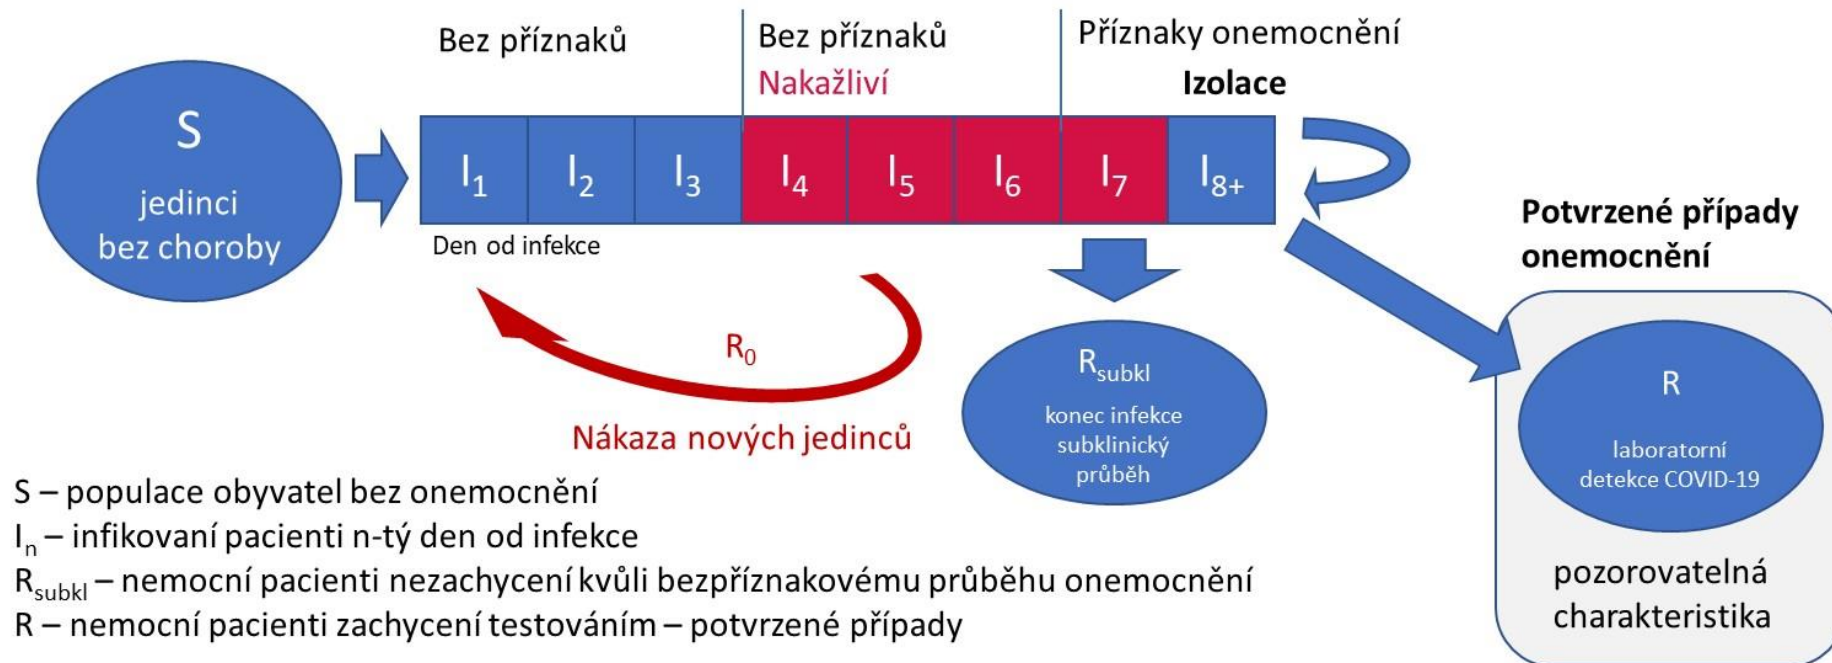 Bez příznaků
Bez příznaků
Nakažliví
Příznaky onemocnění
Izolace
S
jedinci
bez choroby
I1
I2
I3
I4
I5
I6
I7
I8+
Den od infekce
R0
Nákaza nových jedinců
Rsubkl
konec infekce
subklinický
průběh
Potvrzené případy
onemocnění
R
laboratorní
detekce COVID-19
pozorovatelná
charakteristika
S – populace obyvatel bez onemocnění
In – infikovaní pacienti n-tý den od infekce
Rsubkl – nemocní pacienti nezachycení kvůli bezpříznakovému průběhu onemocnění
R – nemocní pacienti zachycení testováním – potvrzené případy